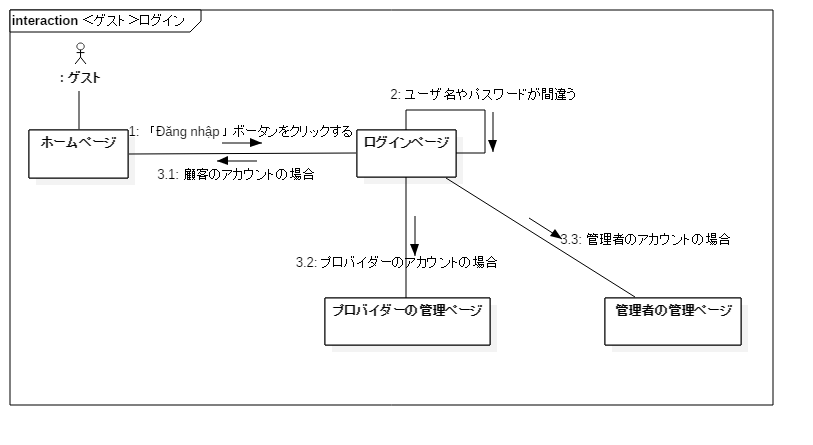 interaction <ゲスト>ログイン
: ゲスト
2: ユーザ名やパスワードが間違う
1: 「Đăng nhập」ボータンをクリックする
ホームページ
ログインページ
3.1: 顧客のアカウントの場合
3.3: 管理者のアカウントの場合
3.2: プロバイダーのアカウントの場合
プロバイダーの管理ページ
管理者の管理ページ